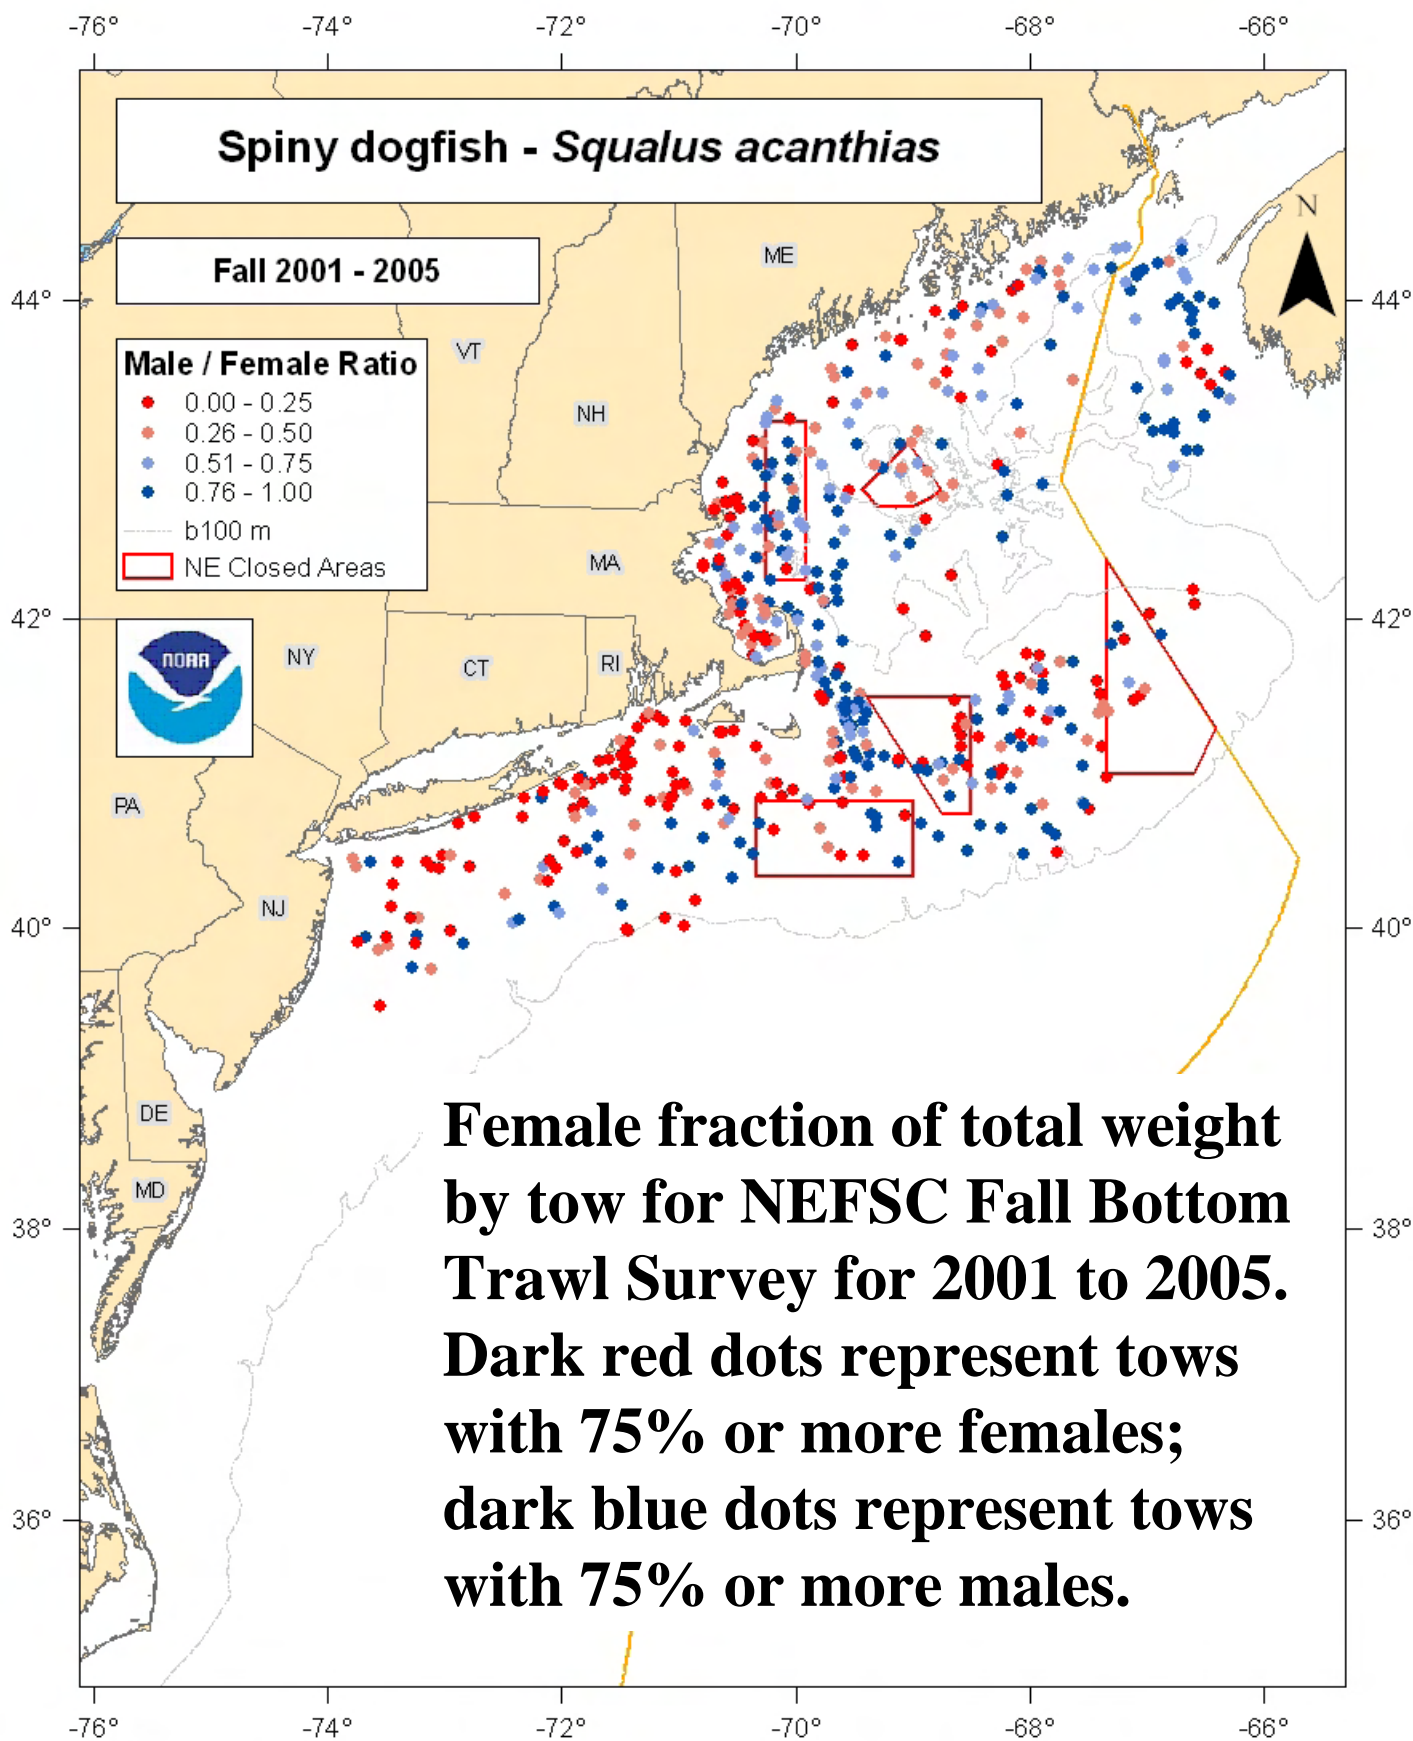 -76° -74° -72° -70° -68° -66°
Spiny dogfish - Squalus acanthias
N
Fall 2001 - 2005
ME
44° 44°
Male / Female Ratio
0.00 - 0.25
0.26 - 0.50
0.51 - 0.75
0.76 - 1.00
b100 m
NE Closed Areas
VT
NH
MA
42° 42°
NOAA
NY
CT
RI
PA
NJ
40° 40°
DE
MD
38° 38°
Female fraction of total weight
by tow for NEFSC Fall Bottom
Trawl Survey for 2001 to 2005.
Dark red dots represent tows
with 75% or more females;
dark blue dots represent tows
with 75% or more males.
36° 36°
-76° -74° -72° -70° -68° -66°